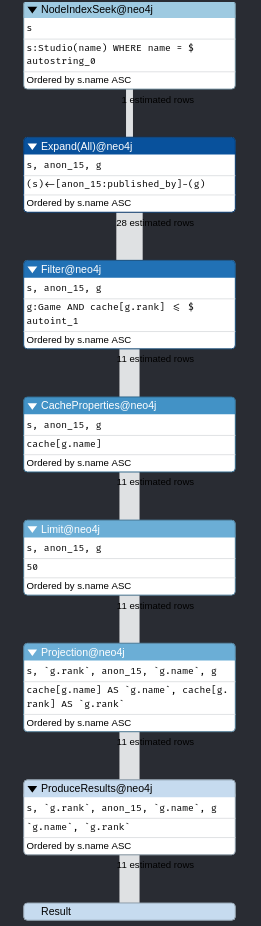 NodeIndexSeek@neo4j
s
s:Studio(name) WHERE name = $
autostring_0
Ordered by s.name ASC
1 estimated rows
Expand(All)@neo4j
s, anon_15, g
(s)<-[anon_15:published_by]-(g)
Ordered by s.name ASC
28 estimated rows
Filter@neo4j
s, anon_15, g
g:Game AND cache[g.rank] <= $
autoint_1
Ordered by s.name ASC
11 estimated rows
CacheProperties@neo4j
s, anon_15, g
cache[g.name]
Ordered by s.name ASC
11 estimated rows
Limit@neo4j
s, anon_15, g
50
Ordered by s.name ASC
11 estimated rows
Projection@neo4j
s, `g.rank`, anon_15, `g.name`, g
cache[g.name] AS `g.name`, cache[g.
rank] AS `g.rank`
Ordered by s.name ASC
11 estimated rows
ProduceResults@neo4j
s, `g.rank`, anon_15, `g.name`, g
`g.name`, `g.rank`
Ordered by s.name ASC
11 estimated rows
Result